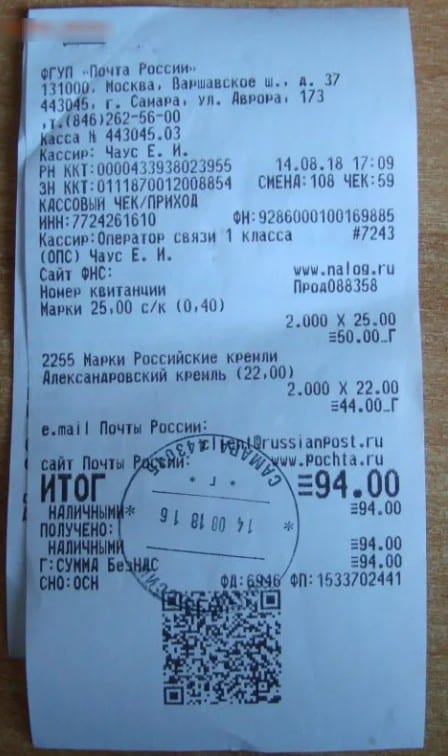 ФГУП "Почта России"
131000, Москва, Варшавское ш., д. 37
443045, г. Самара, ул. Аврора, 173
,т.(846)262-56-00
Касса № 443045.03
Кассир: Чаус Е. И.
РН ККТ:0000433938023955 14.08.18 17:09
ЗН ККТ:0111870012008854 СМЕНА:108 ЧЕК:59
КАССОВЫЙ ЧЕК/ПРИХОД
ИНН:7724261610 ФН:9286000100169885
Кассир:Оператор связи 1 класса #7243
(ОПС) Чаус Е. И.
Сайт ФНС: www.nalog.ru
Номер квитанции Прод088358
Марки 25,00 с/к (0,40)
2.000 X 25.00
≡50.00_Г
2255 Марки Российские кремли
Александровский кремль (22,00)
2.000 X 22.00
≡44.00_Г
e.mail Почты России:
client@russianpost.ru
сайт Почты России: www.pochta.ru
ИТОГ ≡94.00
НАЛИЧНЫМИ ≡94.00
ПОЛУЧЕНО:
НАЛИЧНЫМИ ≡94.00
Г:СУММА БезНДС ≡94.00
СНО:ОСН ФД:6946 ФП:1533702441
САМАРА 443045
14 08 18 16